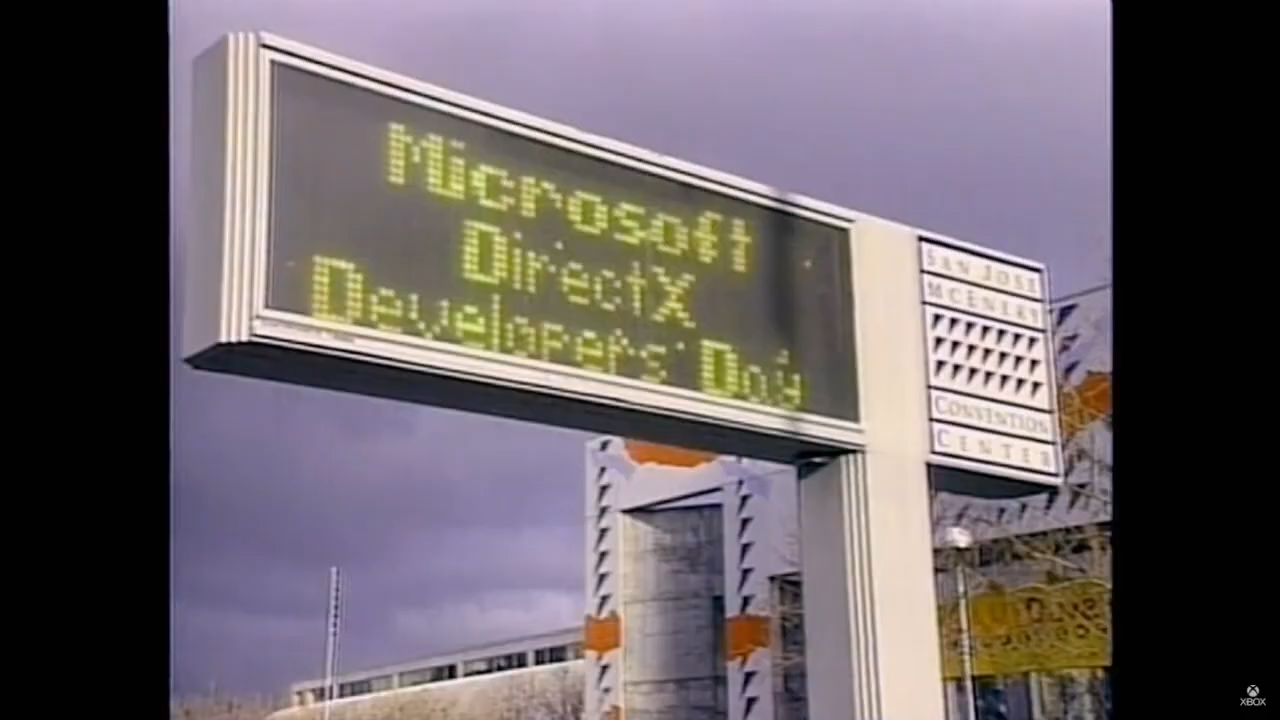 Microsoft
DirectX
Developers' Day
SAN JOSE
MCENERY
CONVENTION
CENTER
XBOX